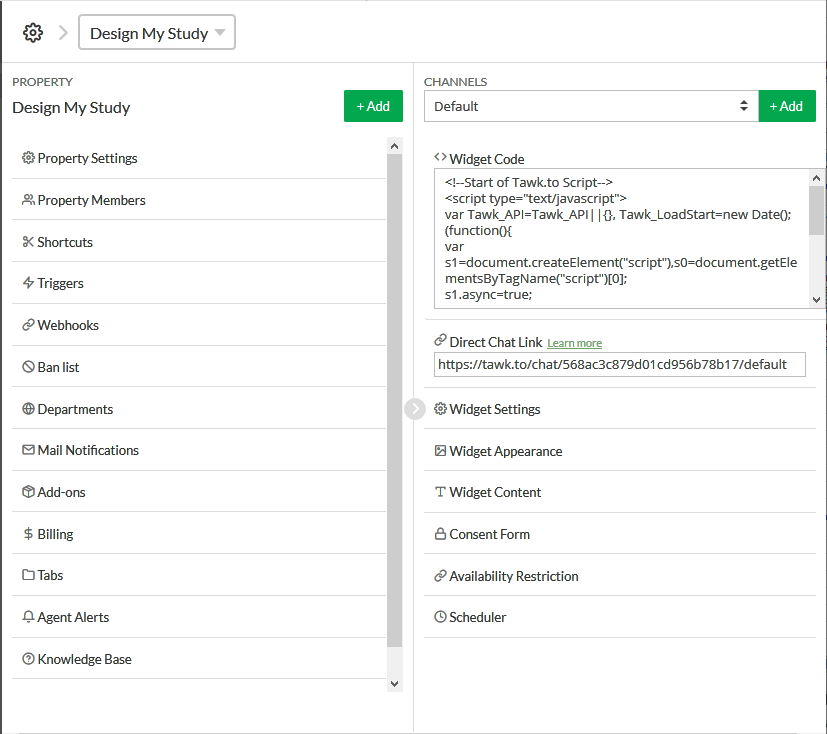 Design My Study
PROPERTY
Design My Study
+ Add
Property Settings
Property Members
Shortcuts
Triggers
Webhooks
Ban list
Departments
Mail Notifications
Add-ons
Billing
Tabs
Agent Alerts
Knowledge Base
CHANNELS
Default
+ Add
Widget Code
<!--Start of Tawk.to Script-->
<script type="text/javascript">
var Tawk_API=Tawk_API||{}, Tawk_LoadStart=new Date();
(function(){
var
s1=document.createElement("script"),s0=document.getEle
mentsByTagName("script")[0];
s1.async=true;
Direct Chat Link Learn more
https://tawk.to/chat/568ac3c879d01cd956b78b17/default
Widget Settings
Widget Appearance
Widget Content
Consent Form
Availability Restriction
Scheduler